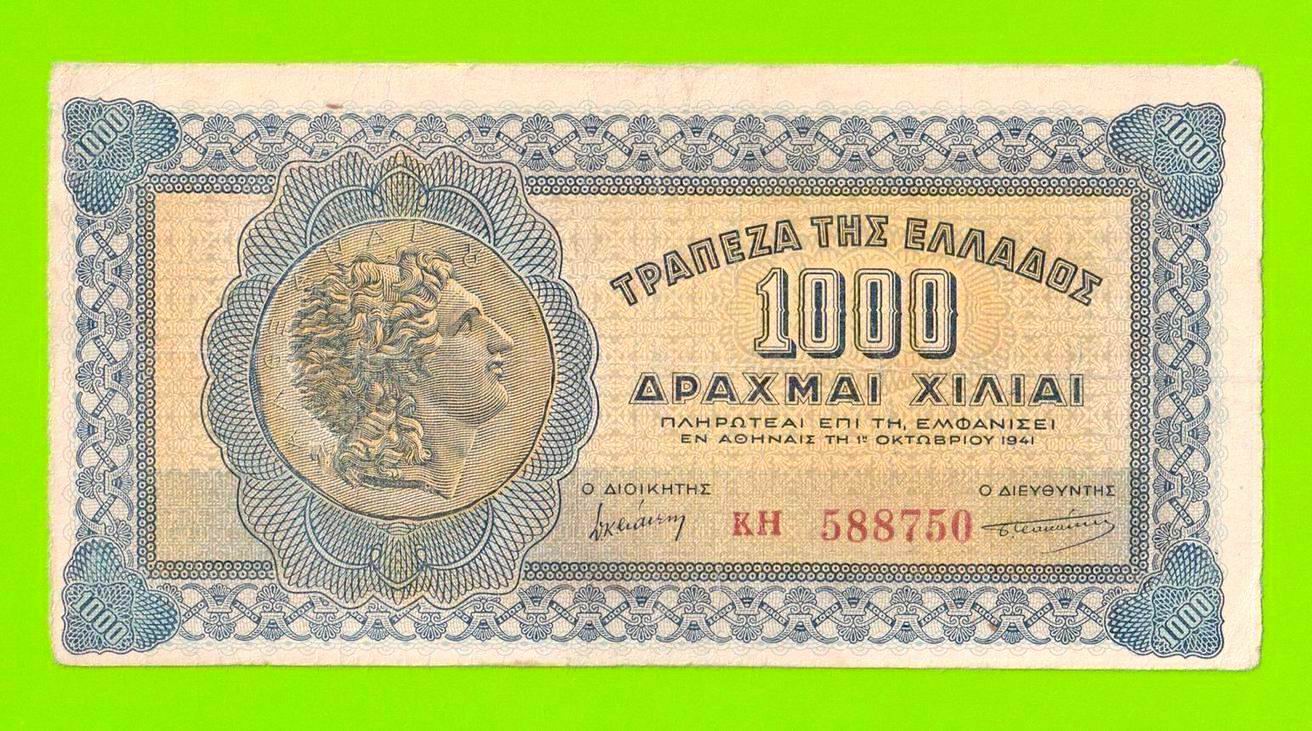 1000
1000
ΤΡΑΠΕΖΑ ΤΗΣ ΕΛΛΑΔΟΣ
1000
ΔΡΑΧΜΑΙ ΧΙΛΙΑΙ
ΠΛΗΡΩΤΕΑΙ ΕΠΙ ΤΗ, ΕΜΦΑΝΙΣΕΙ
ΕΝ ΑΘΗΝΑΙΣ ΤΗ 1ῃ ΟΚΤΩΒΡΙΟΥ 1941
Ο ΔΙΟΙΚΗΤΗΣ
Ο ΔΙΕΥΘΥΝΤΗΣ
ΚΗ 588750
1000
1000